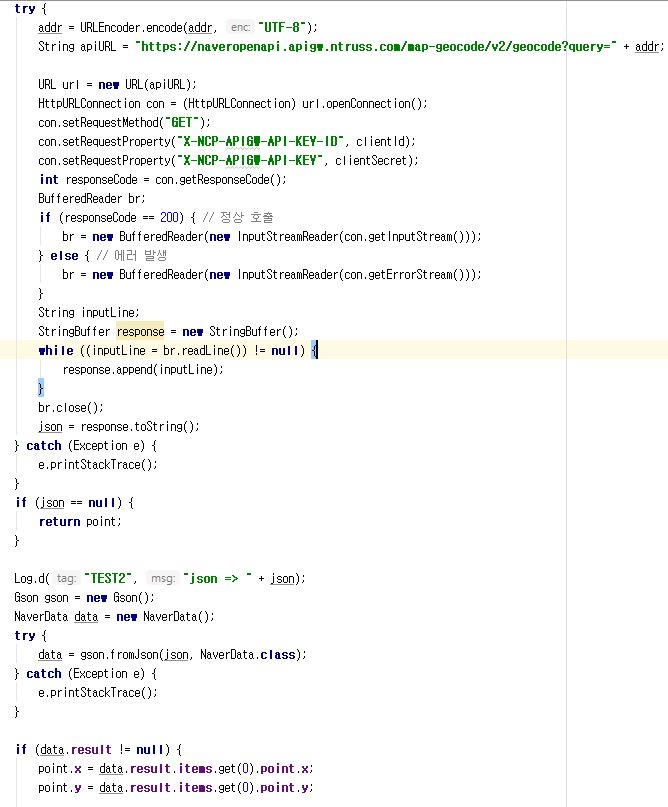 try {
addr = URLEncoder.encode(addr, enc: "UTF-8");
String apiURL = "https://naveropenapi.apigw.ntruss.com/map-geocode/v2/geocode?query=" + addr;
URL url = new URL(apiURL);
HttpURLConnection con = (HttpURLConnection) url.openConnection();
con.setRequestMethod("GET");
con.setRequestProperty("X-NCP-APIGW-API-KEY-ID", clientId);
con.setRequestProperty("X-NCP-APIGW-API-KEY", clientSecret);
int responseCode = con.getResponseCode();
BufferedReader br;
if (responseCode == 200) { // 정상 호출
br = new BufferedReader(new InputStreamReader(con.getInputStream()));
} else { // 에러 발생
br = new BufferedReader(new InputStreamReader(con.getErrorStream()));
}
String inputLine;
StringBuffer response = new StringBuffer();
while ((inputLine = br.readLine()) != null) {
response.append(inputLine);
}
br.close();
json = response.toString();
} catch (Exception e) {
e.printStackTrace();
}
if (json == null) {
return point;
}
Log.d( tag: "TEST2", msg: "json => " + json);
Gson gson = new Gson();
NaverData data = new NaverData();
try {
data = gson.fromJson(json, NaverData.class);
} catch (Exception e) {
e.printStackTrace();
}
if (data.result != null) {
point.x = data.result.items.get(0).point.x;
point.y = data.result.items.get(0).point.y;